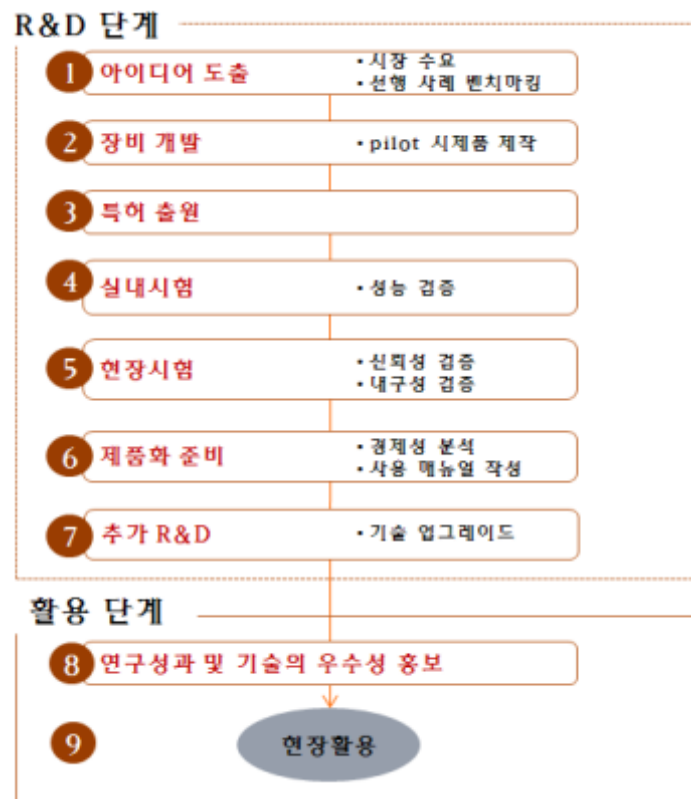 R&D 단계
1 아이디어 도출
• 시장 수요
• 선행 사례 벤치마킹
2 장비 개발
• pilot 시제품 제작
3 특허 출원
4 실내시험
• 성능 검증
5 현장시험
• 신뢰성 검증
• 내구성 검증
6 제품화 준비
• 경제성 분석
• 사용 매뉴얼 작성
7 추가 R&D
• 기술 업그레이드
활용 단계
8 연구성과 및 기술의 우수성 홍보
9 현장활용